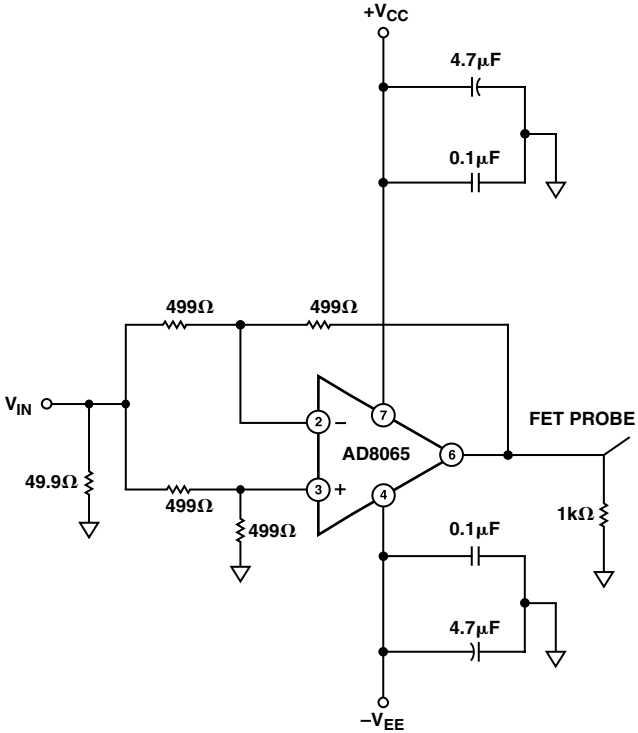 +VCC
4.7μF
0.1μF
499Ω 499Ω
VIN
7
2 −
FET PROBE
AD8065
6
49.9Ω
3 +
4
499Ω
499Ω
1kΩ
0.1μF
4.7μF
−VEE